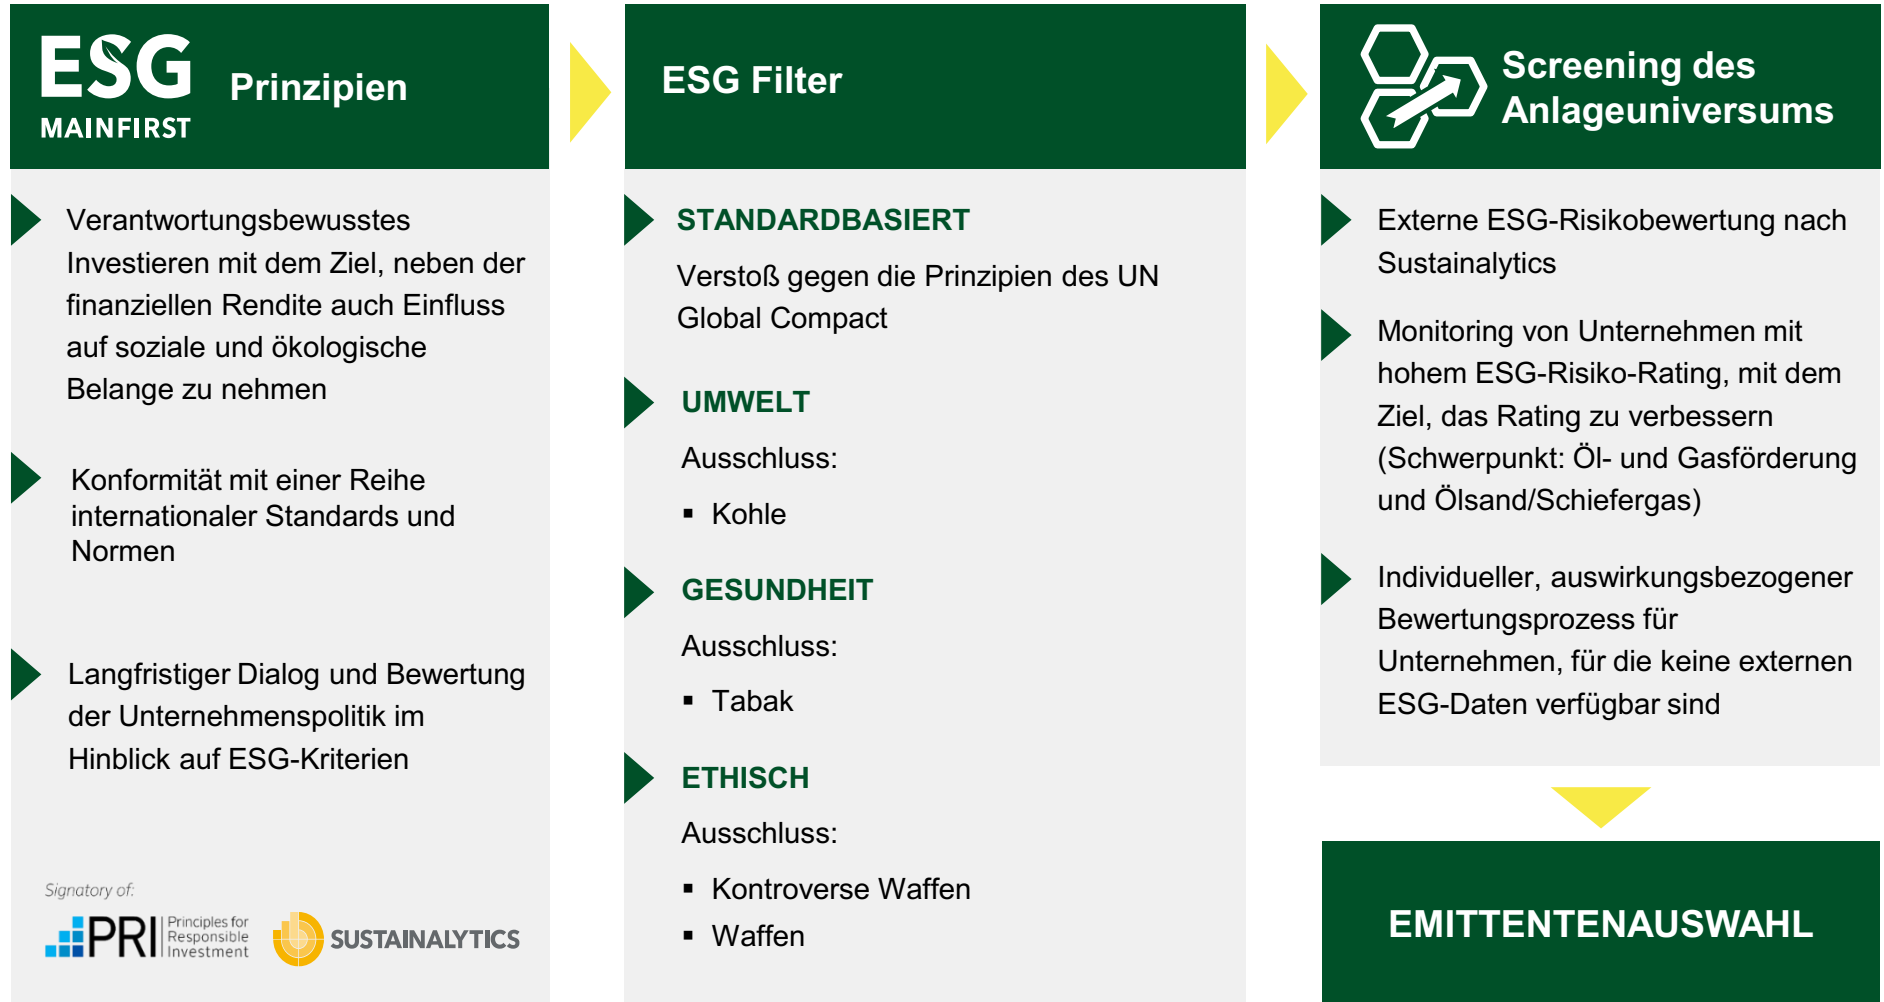 ESG
MAINFIRST
Prinzipien
Verantwortungsbewusstes
Investieren mit dem Ziel, neben der
finanziellen Rendite auch Einfluss
auf soziale und ökologische
Belange zu nehmen
Konformität mit einer Reihe
internationaler Standards und
Normen
Langfristiger Dialog und Bewertung
der Unternehmenspolitik im
Hinblick auf ESG-Kriterien
Signatory of:
PRI
Principles for
Responsible
Investment
SUSTAINALYTICS
ESG Filter
STANDARDBASIERT
Verstoß gegen die Prinzipien des UN
Global Compact
UMWELT
Ausschluss:
▪ Kohle
GESUNDHEIT
Ausschluss:
▪ Tabak
ETHISCH
Ausschluss:
▪ Kontroverse Waffen
▪ Waffen
Screening des
Anlageuniversums
Externe ESG-Risikobewertung nach
Sustainalytics
Monitoring von Unternehmen mit
hohem ESG-Risiko-Rating, mit dem
Ziel, das Rating zu verbessern
(Schwerpunkt: Öl- und Gasförderung
und Ölsand/Schiefergas)
Individueller, auswirkungsbezogener
Bewertungsprozess für
Unternehmen, für die keine externen
ESG-Daten verfügbar sind
EMITTENTENAUSWAHL